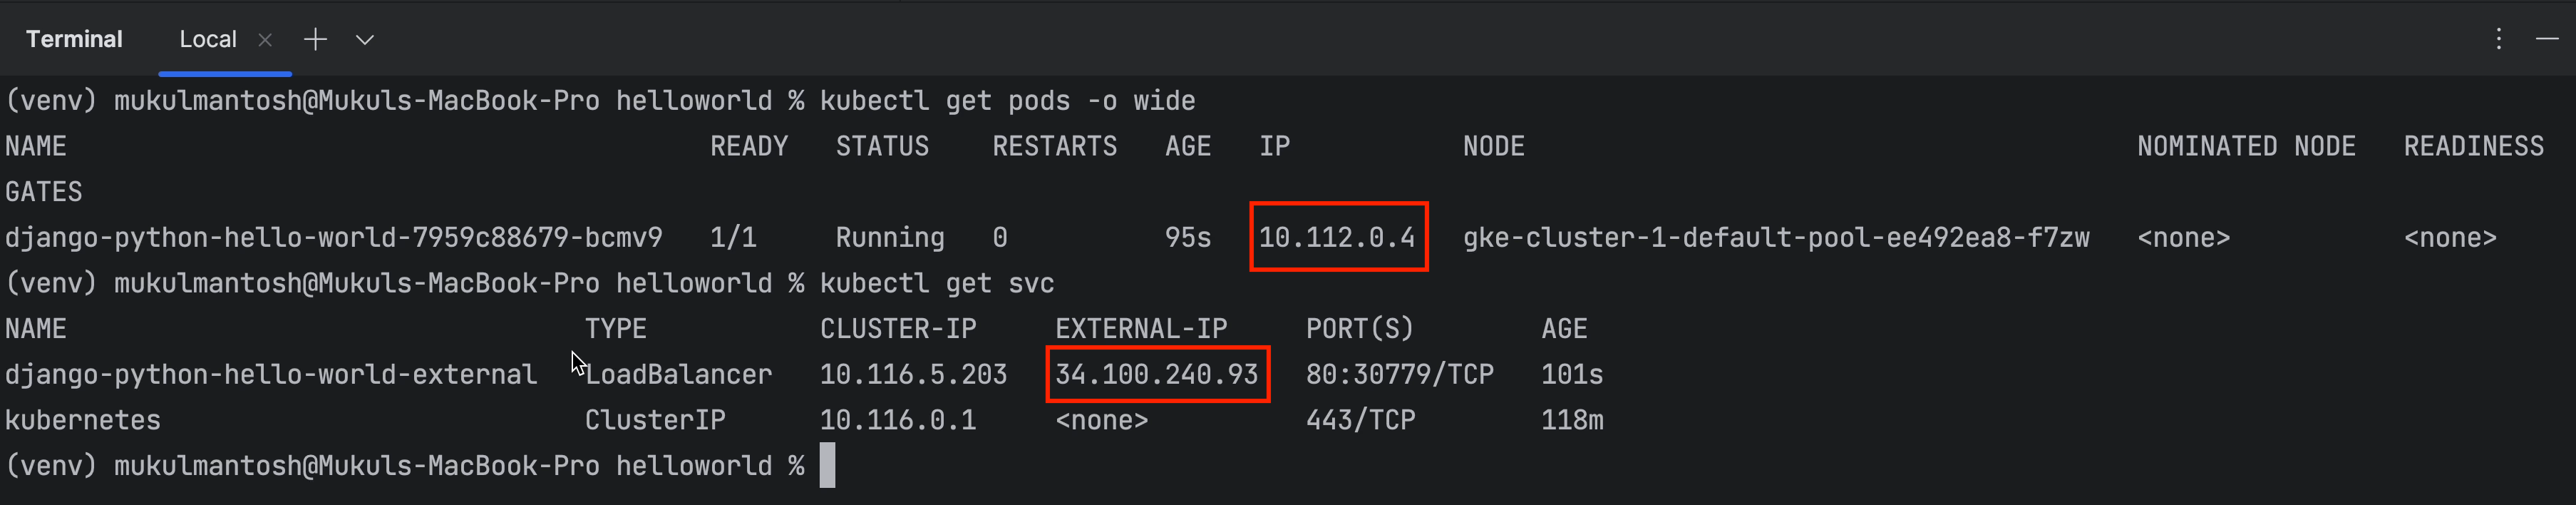 Terminal Local
(venv) mukulmantosh@Mukuls-MacBook-Pro helloworld % kubectl get pods -o wide
NAME READY STATUS RESTARTS AGE IP NODE NOMINATED NODE READINESS
GATES
django-python-hello-world-7959c88679-bcmv9 1/1 Running 0 95s 10.112.0.4 gke-cluster-1-default-pool-ee492ea8-f7zw <none> <none>
(venv) mukulmantosh@Mukuls-MacBook-Pro helloworld % kubectl get svc
NAME TYPE CLUSTER-IP EXTERNAL-IP PORT(S) AGE
django-python-hello-world-external LoadBalancer 10.116.5.203 34.100.240.93 80:30779/TCP 101s
kubernetes ClusterIP 10.116.0.1 <none> 443/TCP 118m
(venv) mukulmantosh@Mukuls-MacBook-Pro helloworld %